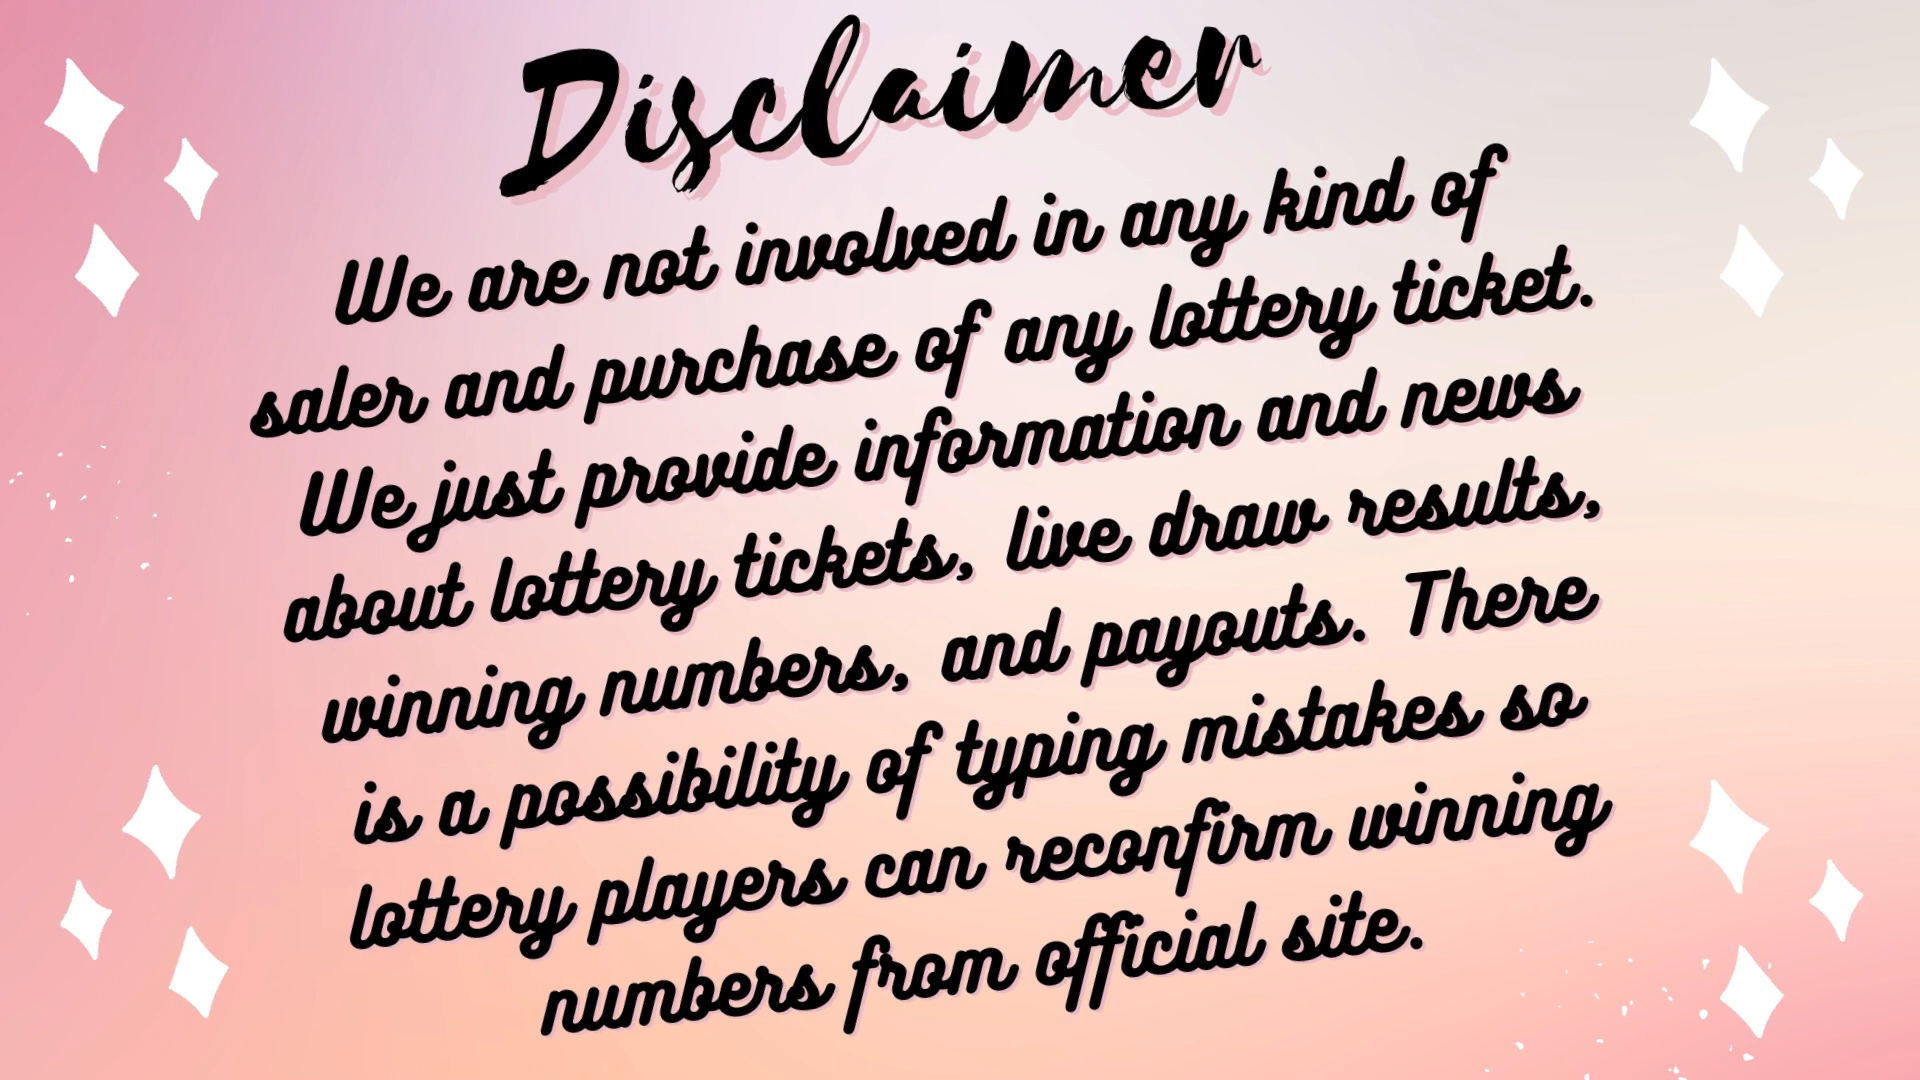 Disclaimer
We are not involved in any kind of
saler and purchase of any lottery ticket.
We just provide information and news
about lottery tickets, live draw results,
winning numbers, and payouts. There
is a possibility of typing mistakes so
lottery players can reconfirm winning
numbers from official site.